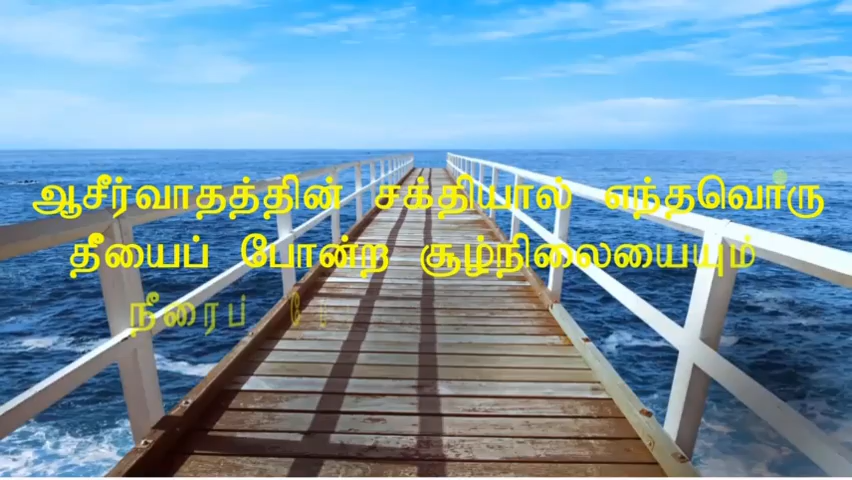 ஆசீர்வாதத்தின் சக்தியால் எந்தவொரு
தீயைப் போன்ற சூழ்நிலையையும்
நீரைப்